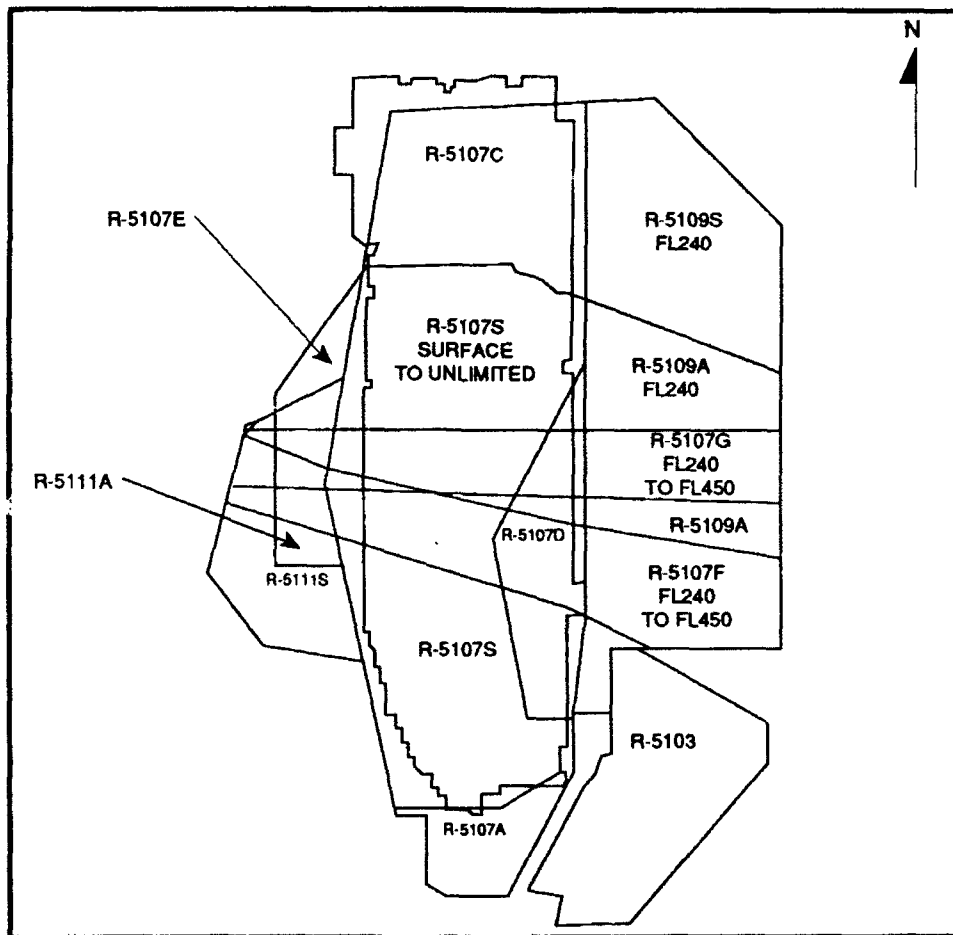 N
R-5107C
R-5107E
R-5109S
FL240
R-5107S
SURFACE
TO UNLIMITED
R-5109A
FL240
R-5107G
FL240
TO FL450
R-5111A
R-5109A
R-5107D
R-5111S
R-5107F
FL240
TO FL450
R-5107S
R-5103
R-5107A